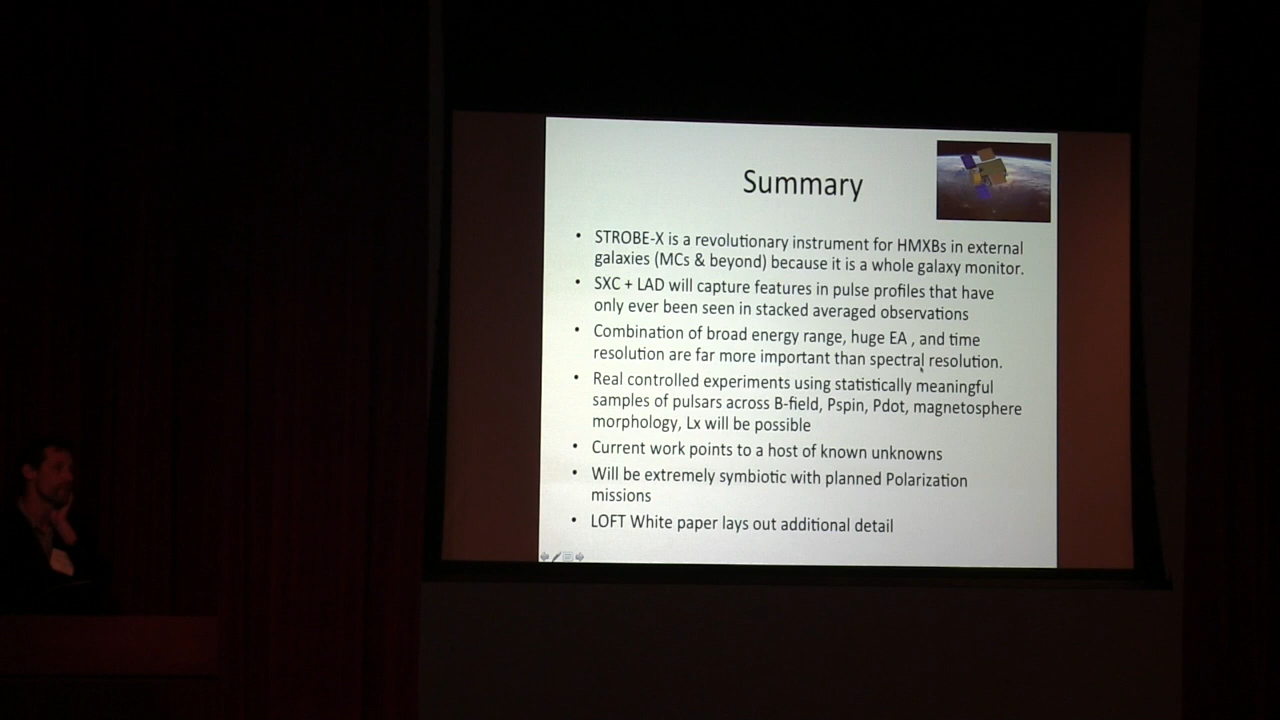 Summary
• STROBE-X is a revolutionary instrument for HMXBs in external
galaxies (MCs & beyond) because it is a whole galaxy monitor.
• SXC + LAD will capture features in pulse profiles that have
only ever been seen in stacked averaged observations
• Combination of broad energy range, huge EA , and time
resolution are far more important than spectral resolution.
• Real controlled experiments using statistically meaningful
samples of pulsars across B-field, Pspin, Pdot, magnetosphere
morphology, Lx will be possible
• Current work points to a host of known unknowns
• Will be extremely symbiotic with planned Polarization
missions
• LOFT White paper lays out additional detail